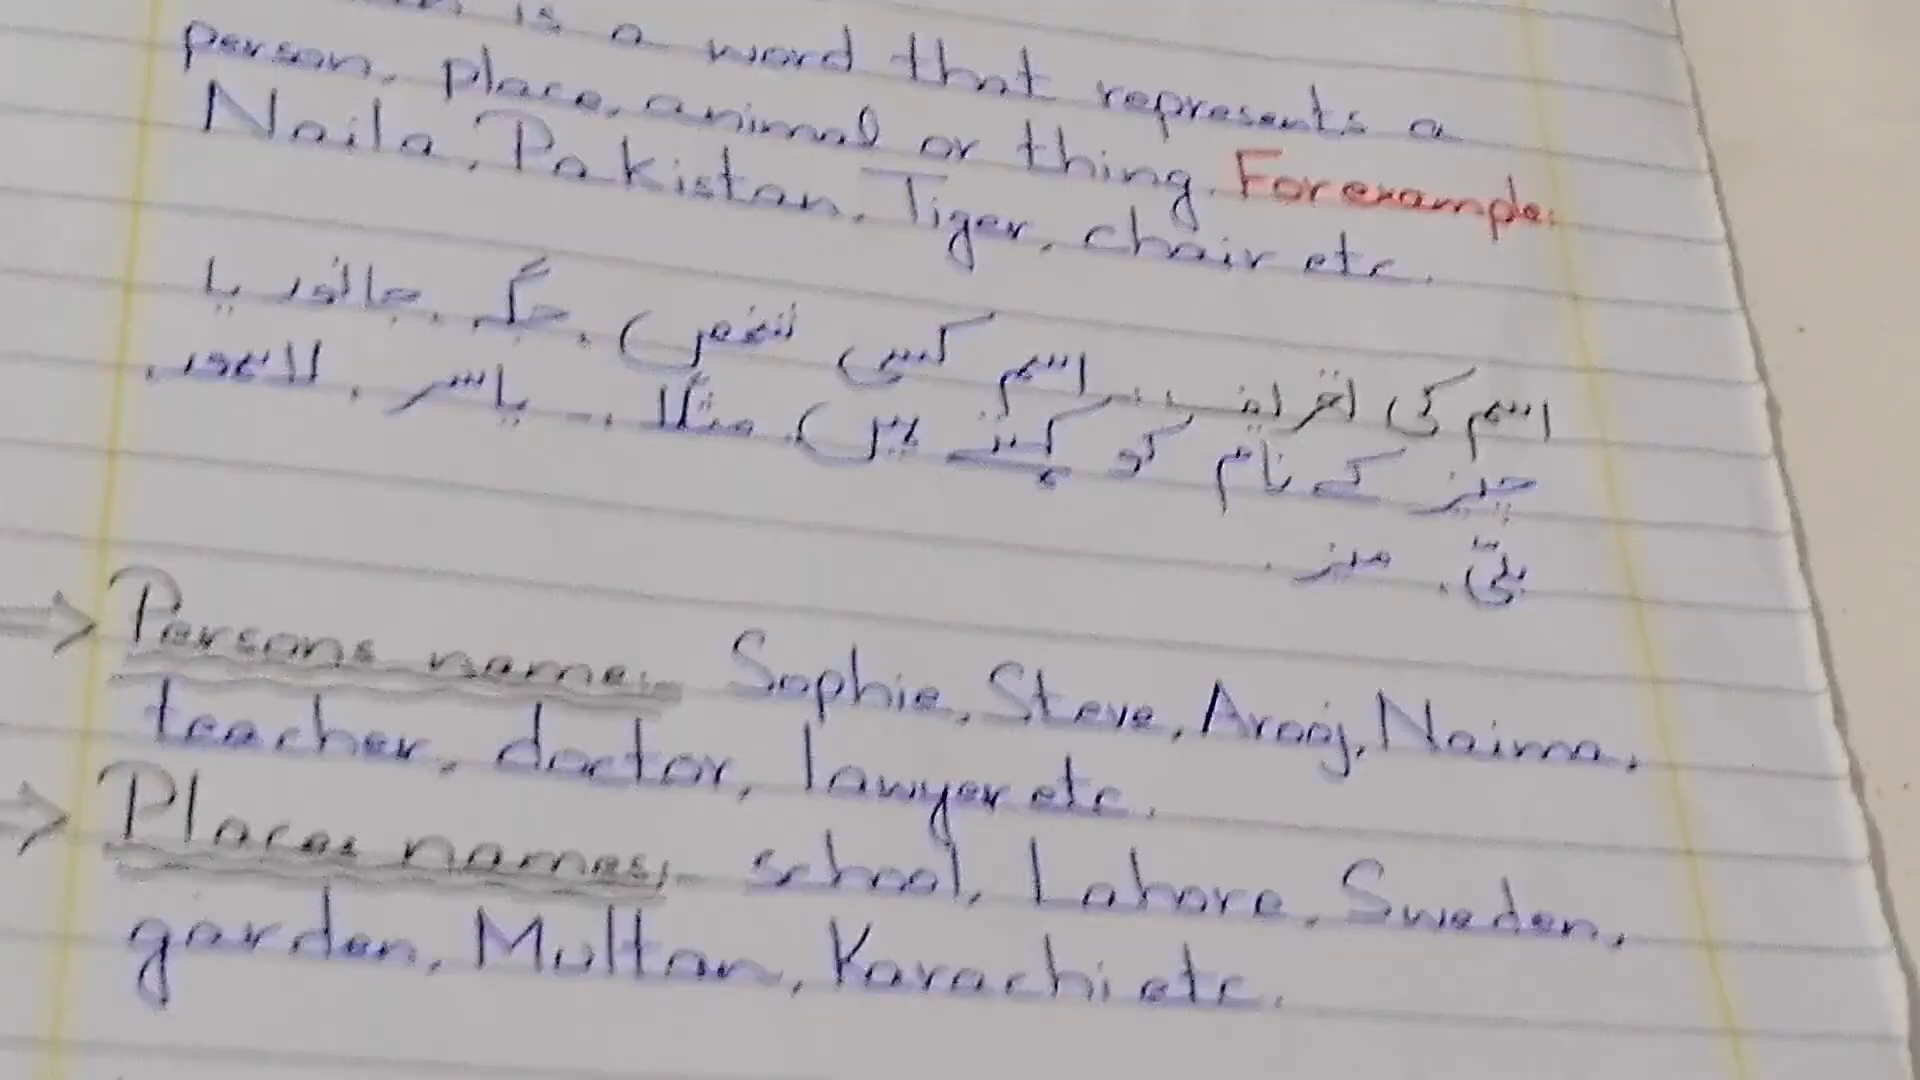 is a word that represents a
person, place, animal or thing. For example:
Naila, Pakistan, Tiger, chair etc.
اسم کی تعریف:۔ اسم کسی شخص، جگہ، جانور یا
چیز کے نام کو کہتے ہیں۔ مثلاً :۔ یاسر، لاہور،
بلّی، میز۔
Persons name:- Sophie, Steve, Arooj, Naima,
teacher, doctor, lawyer etc.
Places names:- school, Lahore, Sweden,
garden, Multan, Karachi etc.